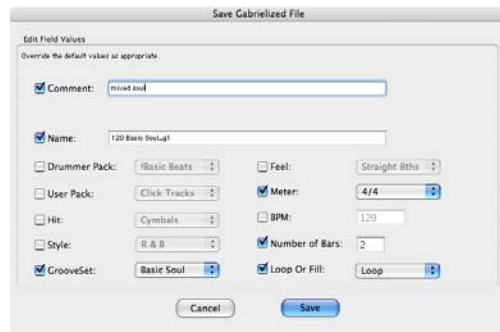 Save Gabrielized File
Edit Field Values
Override the default values as appropriate.
Comment: mixed soul
Name: 120 Basic Soul_g1
Drummer Pack: !Basic Beats
Feel: Straight 8ths
User Pack: Click Tracks
Meter: 4/4
Hit: Cymbals
BPM: 120
Style: R & B
Number of Bars: 2
GrooveSet: Basic Soul
Loop Or Fill: Loop
Cancel
Save